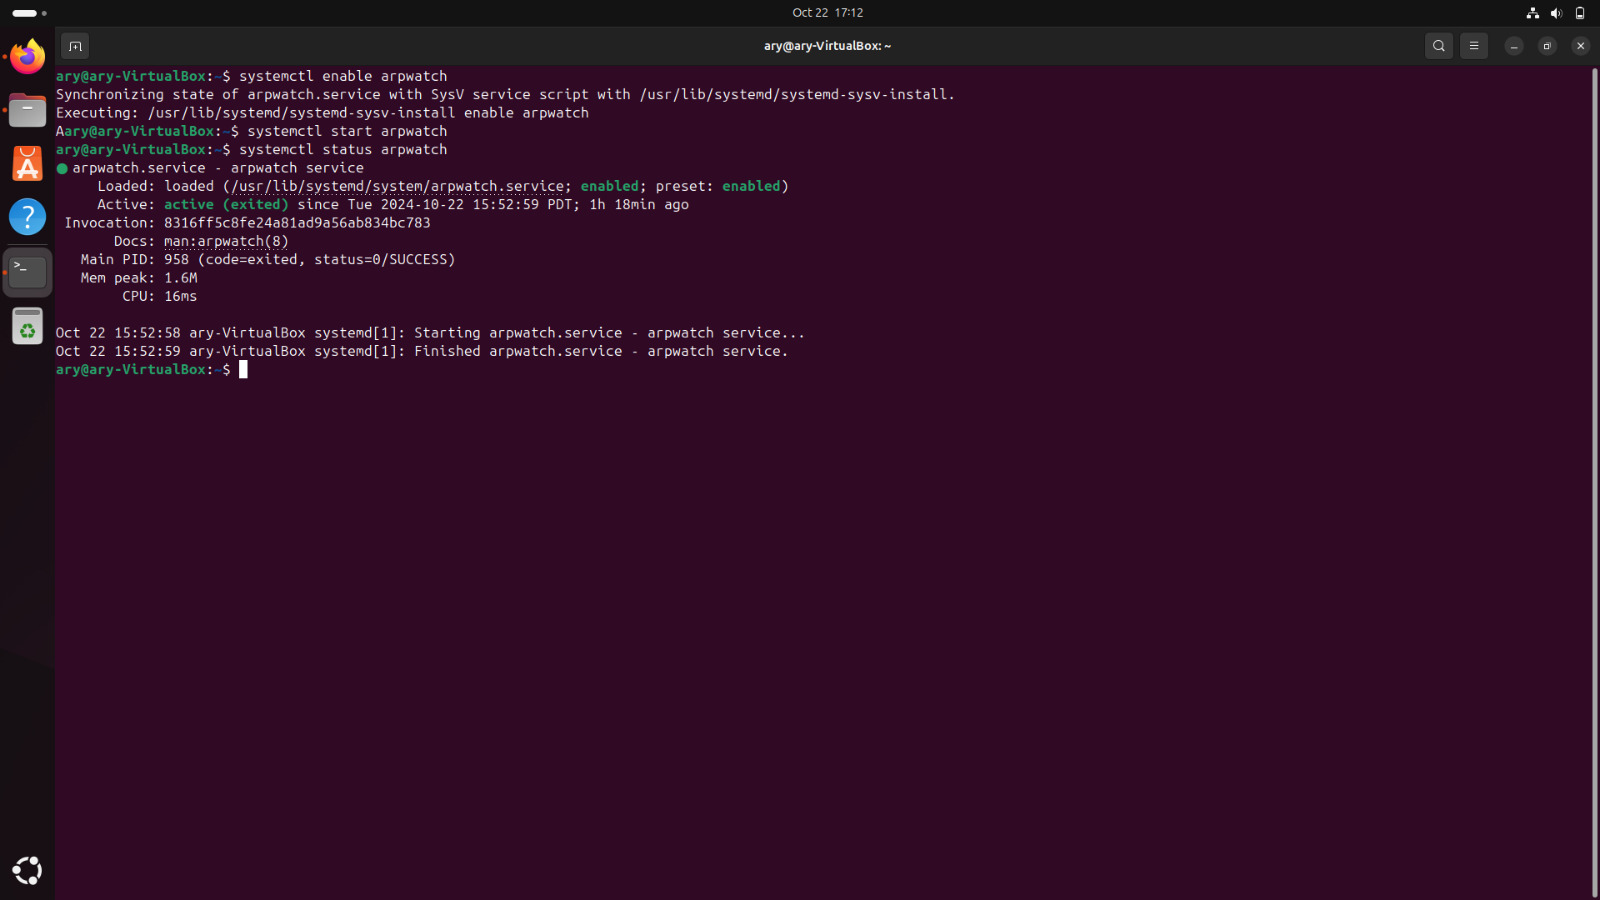 Oct 22 17:12
ary@ary-VirtualBox: ~
ary@ary-VirtualBox:~$ systemctl enable arpwatch
Synchronizing state of arpwatch.service with SysV service script with /usr/lib/systemd/systemd-sysv-install.
Executing: /usr/lib/systemd/systemd-sysv-install enable arpwatch
Aary@ary-VirtualBox:~$ systemctl start arpwatch
ary@ary-VirtualBox:~$ systemctl status arpwatch
● arpwatch.service - arpwatch service
Loaded: loaded (/usr/lib/systemd/system/arpwatch.service; enabled; preset: enabled)
Active: active (exited) since Tue 2024-10-22 15:52:59 PDT; 1h 18min ago
Invocation: 8316ff5c8fe24a81ad9a56ab834bc783
Docs: man:arpwatch(8)
Main PID: 958 (code=exited, status=0/SUCCESS)
Mem peak: 1.6M
CPU: 16ms
Oct 22 15:52:58 ary-VirtualBox systemd[1]: Starting arpwatch.service - arpwatch service...
Oct 22 15:52:59 ary-VirtualBox systemd[1]: Finished arpwatch.service - arpwatch service.
ary@ary-VirtualBox:~$